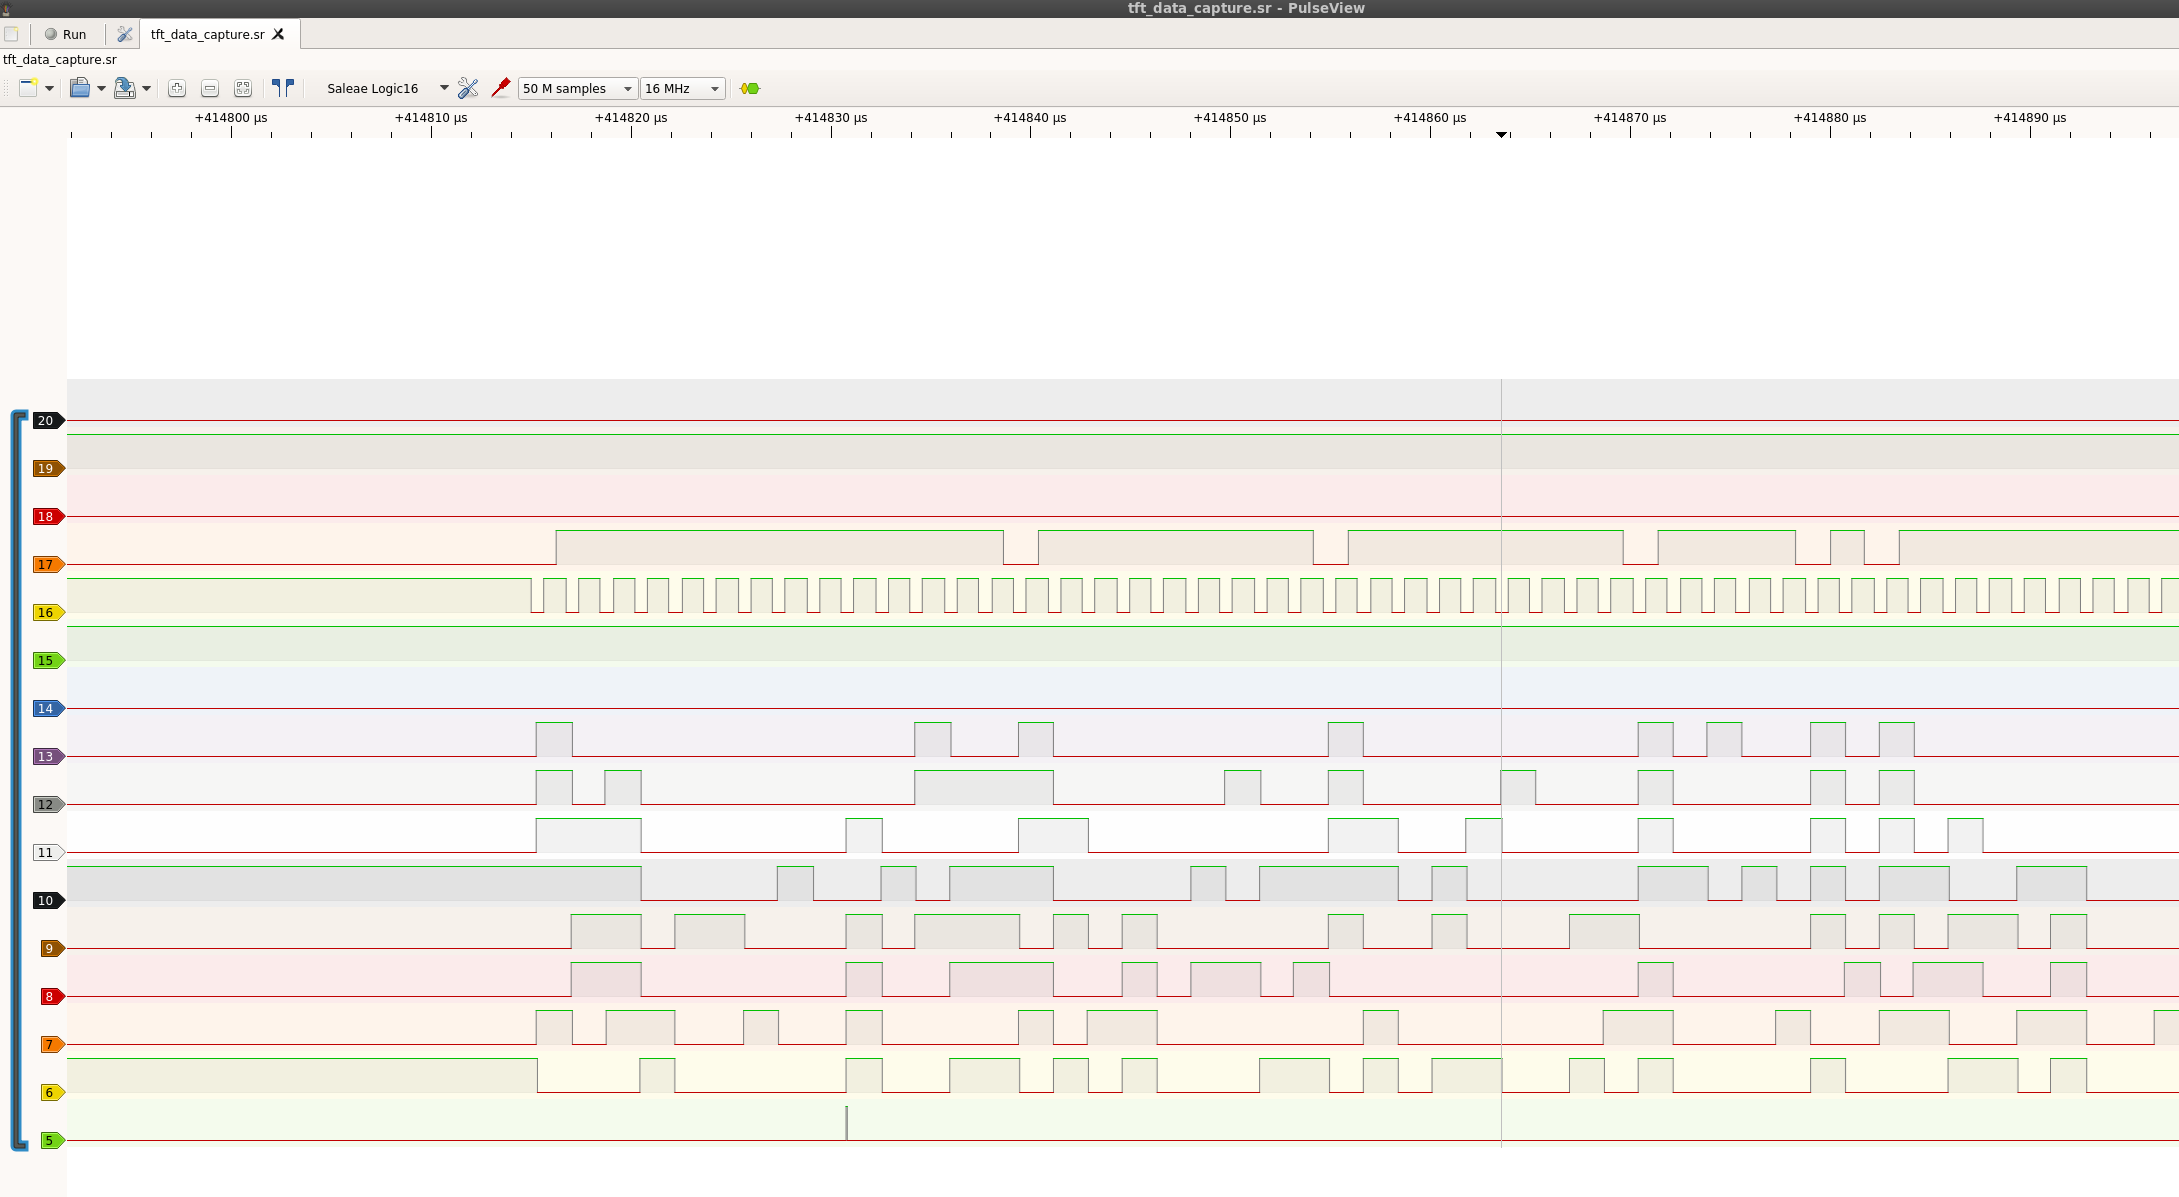 tft_data_capture.sr - PulseView
Run
tft_data_capture.sr
tft_data_capture.sr
Saleae Logic16
50 M samples
16 MHz
+414800 µs
+414810 µs
+414820 µs
+414830 µs
+414840 µs
+414850 µs
+414860 µs
+414870 µs
+414880 µs
+414890 µs
20
19
18
17
16
15
14
13
12
11
10
9
8
7
6
5